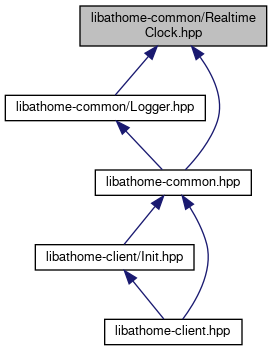 libathome-common/Realtime
Clock.hpp
libathome-common/Logger.hpp
libathome-common.hpp
libathome-client/Init.hpp
libathome-client.hpp